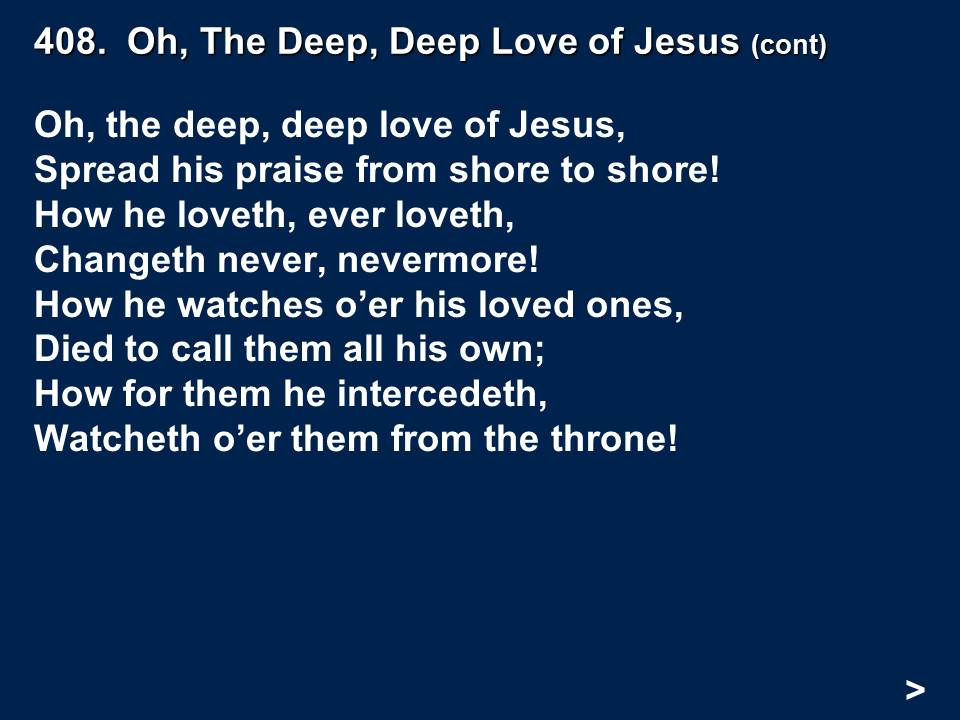 408.  Oh, The Deep, Deep Love of Jesus (cont)
Oh, the deep, deep love of Jesus,
Spread his praise from shore to shore!
How he loveth, ever loveth,
Changeth never, nevermore!
How he watches o’er his loved ones,
Died to call them all his own;
How for them he intercedeth,
Watcheth o’er them from the throne!
>